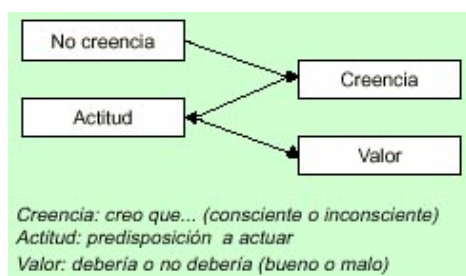 No creencia
Creencia
Actitud
Valor
Creencia: creo que... (consciente o inconsciente)
Actitud: predisposición a actuar
Valor: debería o no debería (bueno o malo)